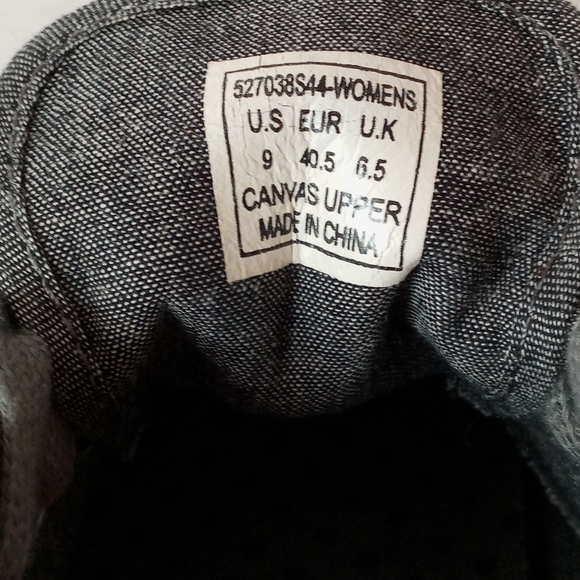 527038S44-WOMENS
U.S EUR U.K
9 40.5 6.5
CANVAS UPPER
MADE IN CHINA